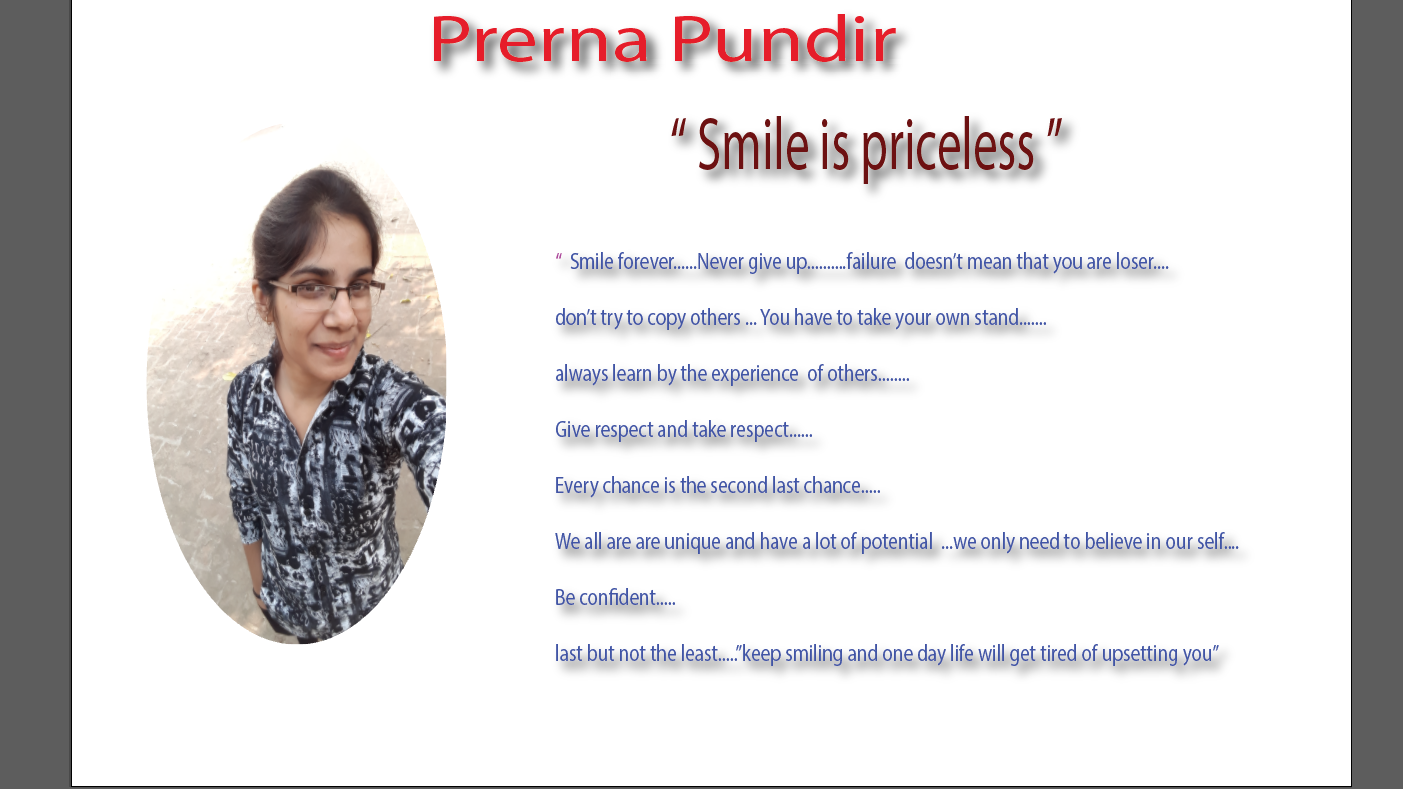 Prerna Pundir
“ Smile is priceless ”
“ Smile forever......Never give up..........failure doesn’t mean that you are loser....
don’t try to copy others ... You have to take your own stand.......
always learn by the experience of others........
Give respect and take respect......
Every chance is the second last chance.....
We all are are unique and have a lot of potential ...we only need to believe in our self....
Be confident.....
last but not the least.....”keep smiling and one day life will get tired of upsetting you”